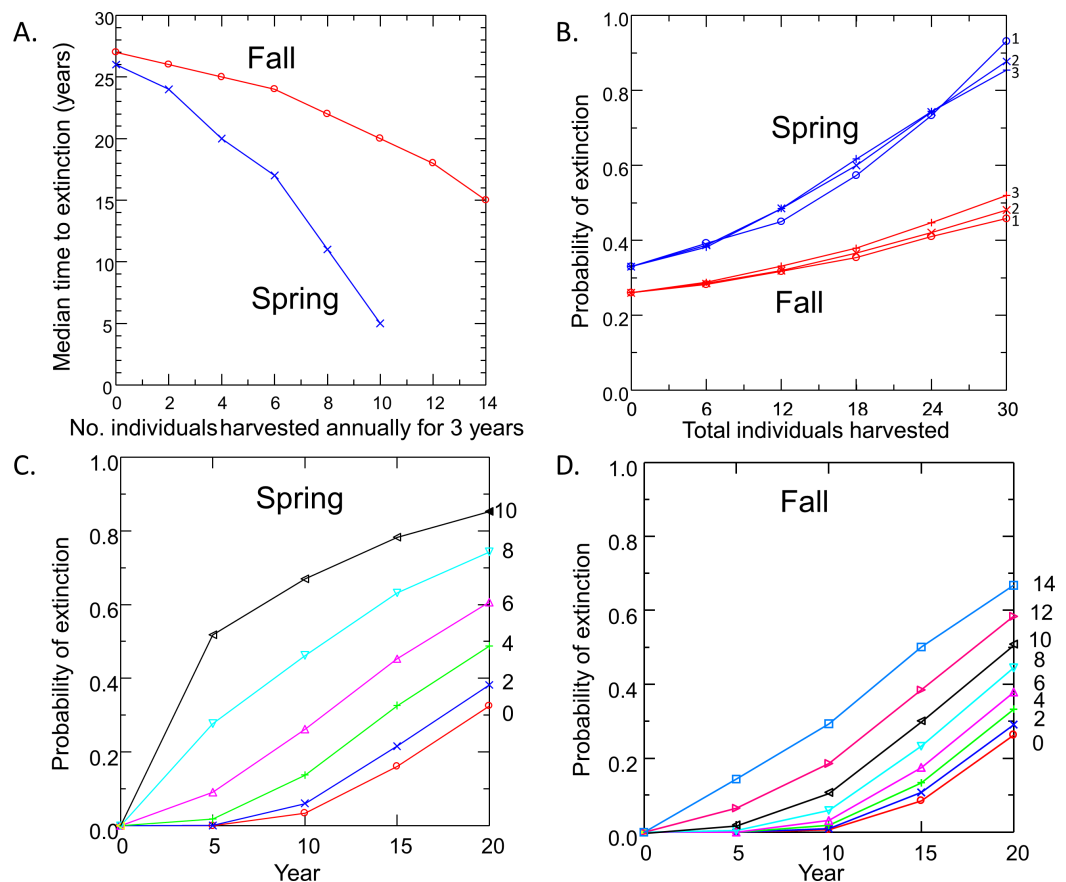 A.
30
25
20
15
10
5
0
Median time to extinction (years)
Fall
Spring
0 2 4 6 8 10 12 14
No. individuals harvested annually for 3 years
B.
1.0
0.8
0.6
0.4
0.2
0.0
Probability of extinction
Spring
Fall
1
2
3
3
2
1
0 6 12 18 24 30
Total individuals harvested
C.
1.0
0.8
0.6
0.4
0.2
0.0
Probability of extinction
Spring
10
8
6
4
2
0
0 5 10 15 20
Year
D.
1.0
0.8
0.6
0.4
0.2
0.0
Probability of extinction
Fall
14
12
10
8
6
4
2
0
0 5 10 15 20
Year